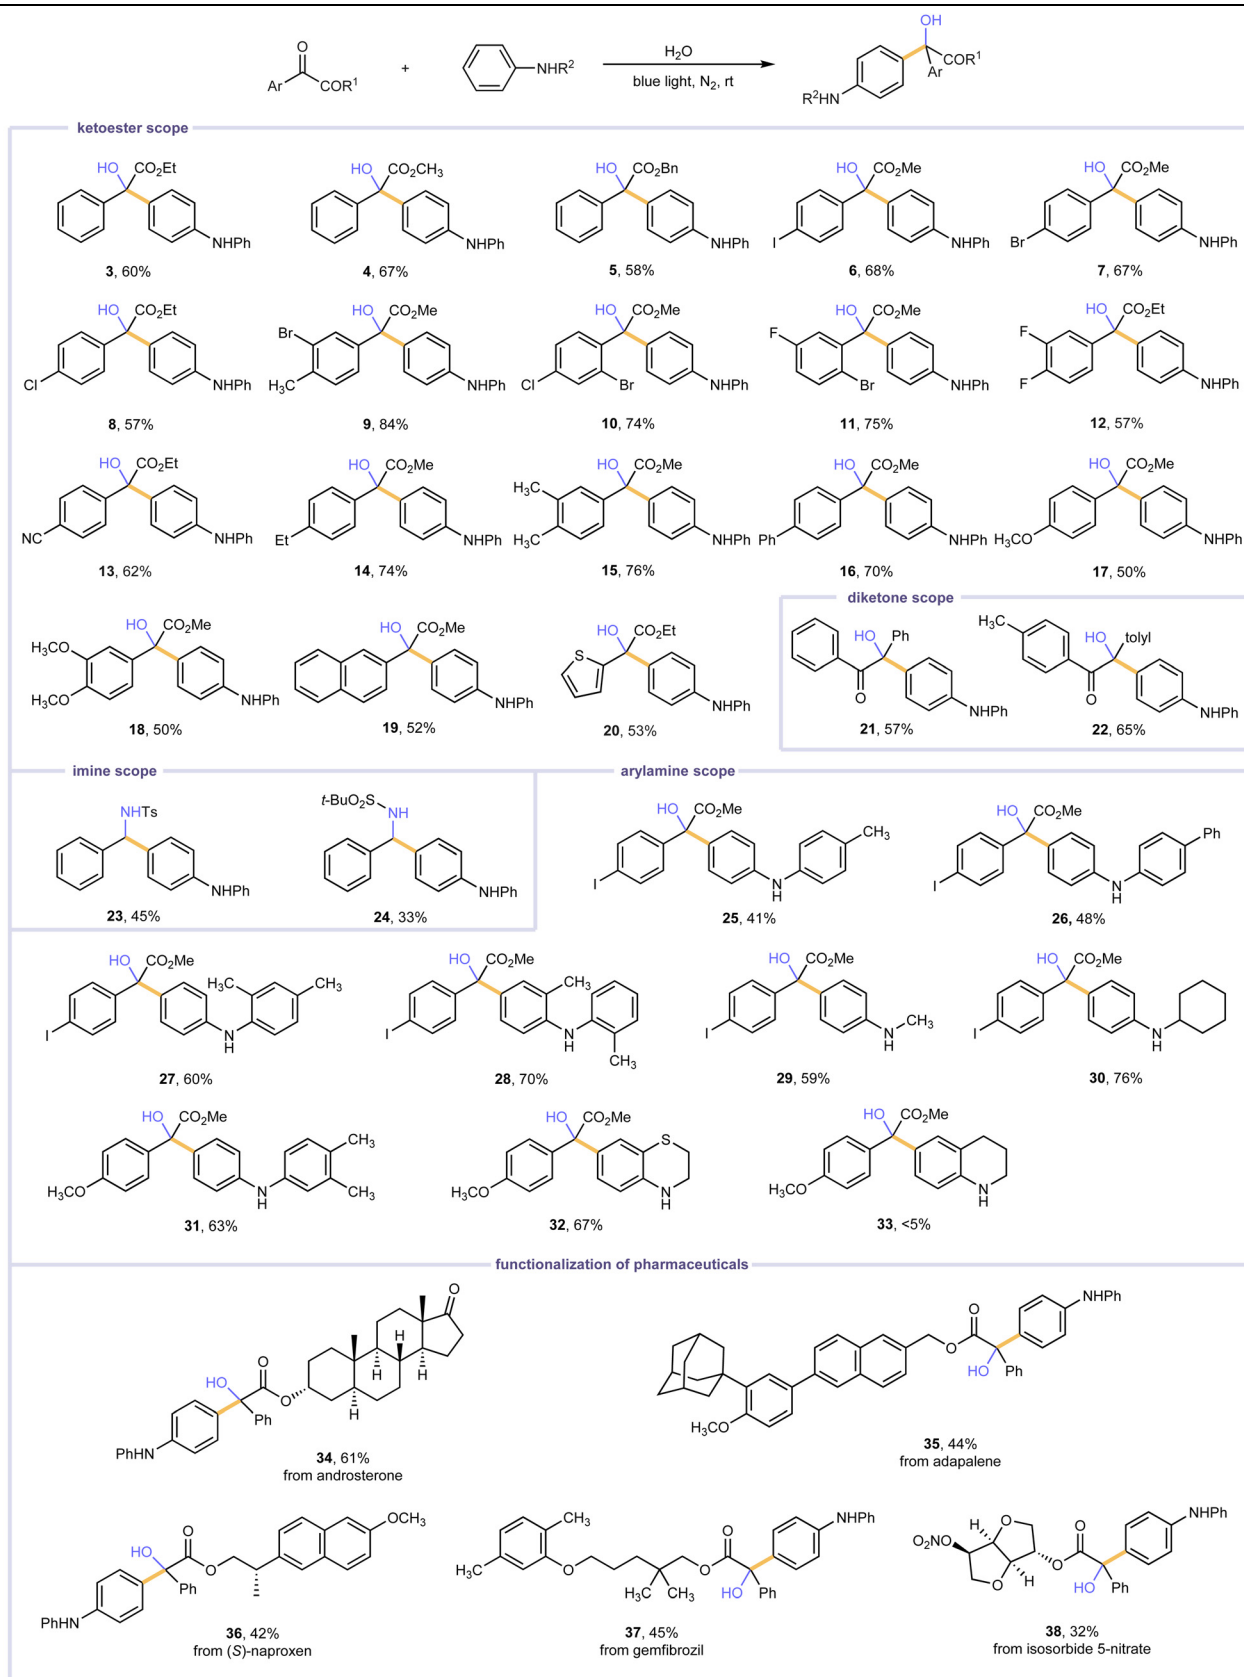 O
Ar
COR¹
+
NHR²
H₂O
blue light, N₂, rt
OH
COR¹
Ar
R²HN
ketoester scope
HO CO₂Et
NHPh
3, 60%
HO CO₂CH₃
NHPh
4, 67%
HO CO₂Bn
NHPh
5, 58%
HO CO₂Me
I
NHPh
6, 68%
HO CO₂Me
Br
NHPh
7, 67%
HO CO₂Et
Cl
NHPh
8, 57%
HO CO₂Me
Br
H₃C
NHPh
9, 84%
HO CO₂Me
Cl
Br
NHPh
10, 74%
HO CO₂Me
F
Br
NHPh
11, 75%
HO CO₂Et
F
F
NHPh
12, 57%
HO CO₂Et
NC
NHPh
13, 62%
HO CO₂Me
Et
NHPh
14, 74%
HO CO₂Me
H₃C
H₃C
NHPh
15, 76%
HO CO₂Me
Ph
NHPh
16, 70%
HO CO₂Me
H₃CO
NHPh
17, 50%
HO CO₂Me
H₃CO
H₃CO
NHPh
18, 50%
HO CO₂Me
NHPh
19, 52%
HO CO₂Et
S
NHPh
20, 53%
diketone scope
HO Ph
O
NHPh
21, 57%
H₃C
HO tolyl
O
NHPh
22, 65%
imine scope
NHTs
NHPh
23, 45%
t-BuO₂S
NH
NHPh
24, 33%
arylamine scope
HO CO₂Me
CH₃
I
N
H
25, 41%
HO CO₂Me
Ph
I
N
H
26, 48%
HO CO₂Me
H₃C
CH₃
I
N
H
27, 60%
HO CO₂Me
CH₃
I
N
H
CH₃
28, 70%
HO CO₂Me
I
N
H
CH₃
29, 59%
HO CO₂Me
I
N
H
30, 76%
HO CO₂Me
CH₃
CH₃
H₃CO
N
H
31, 63%
HO CO₂Me
S
H₃CO
N
H
32, 67%
HO CO₂Me
H₃CO
N
H
33, <5%
functionalization of pharmaceuticals
O
H
H
H
H
O
HO
O
Ph
PhHN
34, 61%
from androsterone
NHPh
O
O
HO
Ph
H₃CO
35, 44%
from adapalene
OCH₃
O
HO
O
Ph
PhHN
36, 42%
from (S)-naproxen
CH₃
NHPh
O
H₃C
O
O
H₃C CH₃
HO Ph
37, 45%
from gemfibrozil
NHPh
H
O
O
O₂NO
O
O
H
HO Ph
38, 32%
from isosorbide 5-nitrate